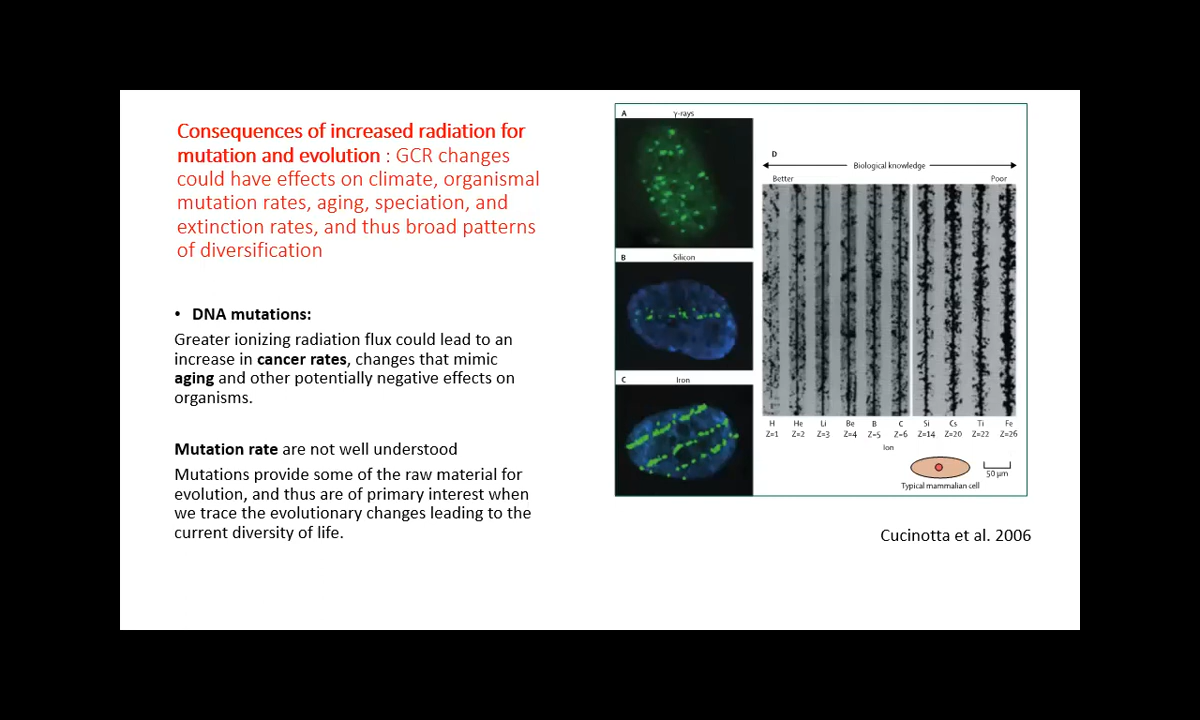 Consequences of increased radiation for
mutation and evolution : GCR changes
could have effects on climate, organismal
mutation rates, aging, speciation, and
extinction rates, and thus broad patterns
of diversification
• DNA mutations:
Greater ionizing radiation flux could lead to an
increase in cancer rates, changes that mimic
aging and other potentially negative effects on
organisms.
Mutation rate are not well understood
Mutations provide some of the raw material for
evolution, and thus are of primary interest when
we trace the evolutionary changes leading to the
current diversity of life.
A γ-rays
B Silicon
C Iron
D
Biological knowledge
Better Poor
H He Li Be B C Si Cs Ti Fe
Z=1 Z=2 Z=3 Z=4 Z=5 Z=6 Z=14 Z=20 Z=22 Z=26
Ion
Typical mammalian cell
50 μm
Cucinotta et al. 2006